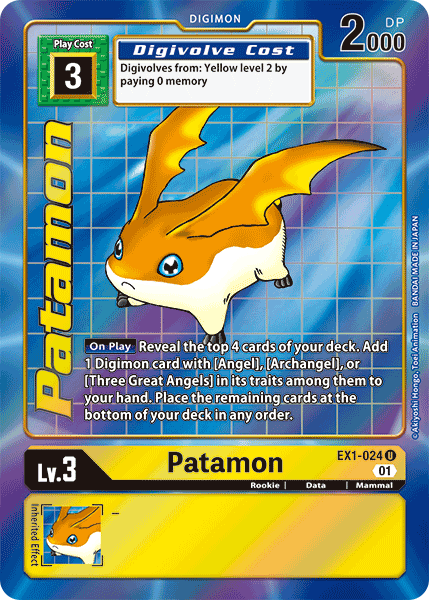 DIGIMON
Play Cost
3
Digivolve Cost
Digivolves from: Yellow level 2 by
paying 0 memory
DP
2000
Patamon
On Play Reveal the top 4 cards of your deck. Add
1 Digimon card with [Angel], [Archangel], or
[Three Great Angels] in its traits among them to
your hand. Place the remaining cards at the
bottom of your deck in any order.
©Akiyoshi Hongo, Toei Animation BANDAI MADE IN JAPAN
Lv.3
Patamon
EX1-024 U
01
Rookie | Data | Mammal
Inherited Effect
–